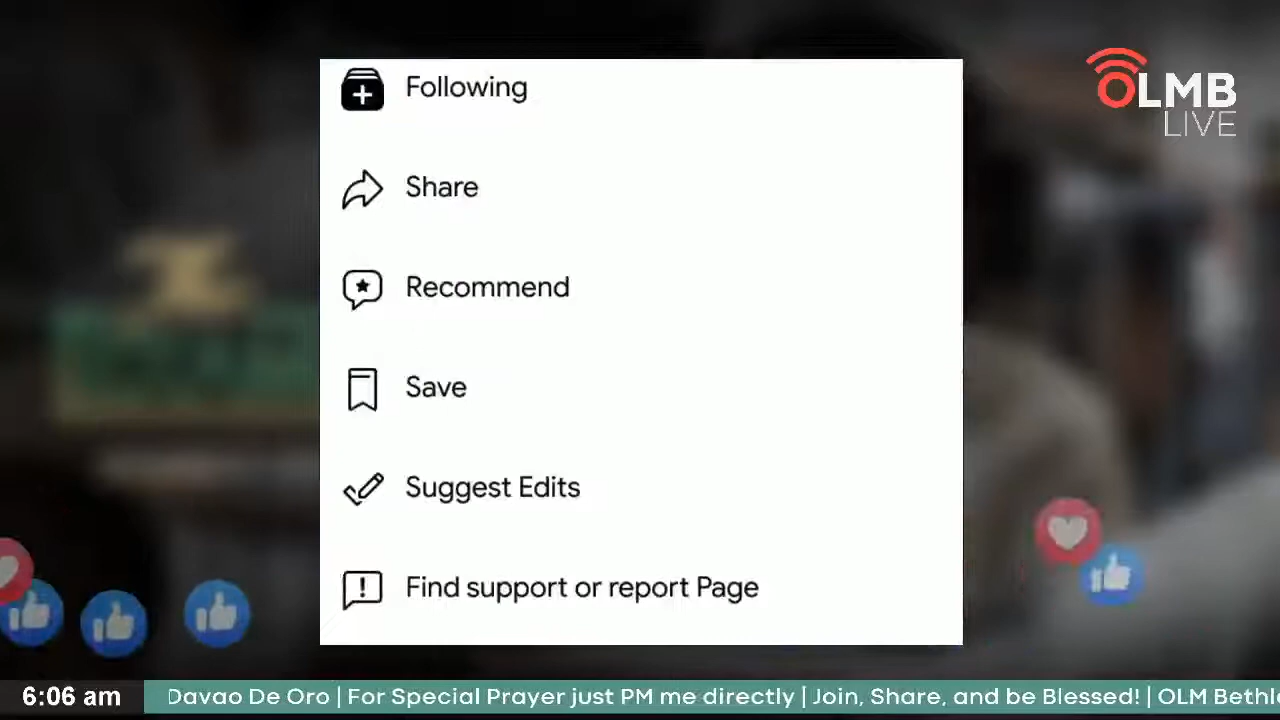 Following
OLMB
LIVE
Share
Recommend
Save
Suggest Edits
Find support or report Page
6:06 am
Davao De Oro | For Special Prayer just PM me directly | Join, Share, and be Blessed! | OLM Bethl